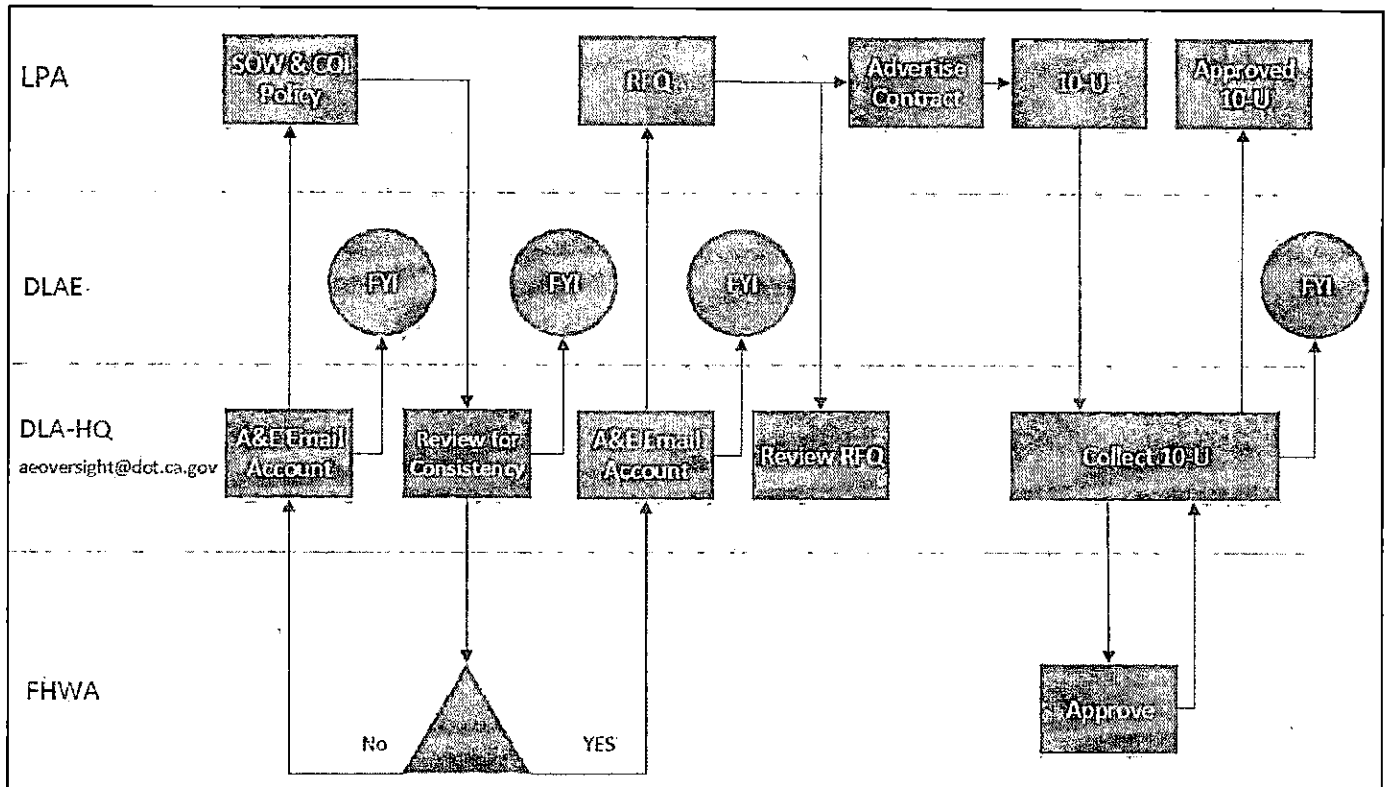 LPA
SOW & COI
Policy
RFQ
Advertise
Contract
10-U
Approved
10-U
DLAE
FYI
FYI
FYI
FYI
DLA-HQ
aeoversight@dot.ca.gov
A&E Email
Account
Review for
Consistency
A&E Email
Account
Review RFQ
Collect 10-U
FHWA
No
YES
Approve